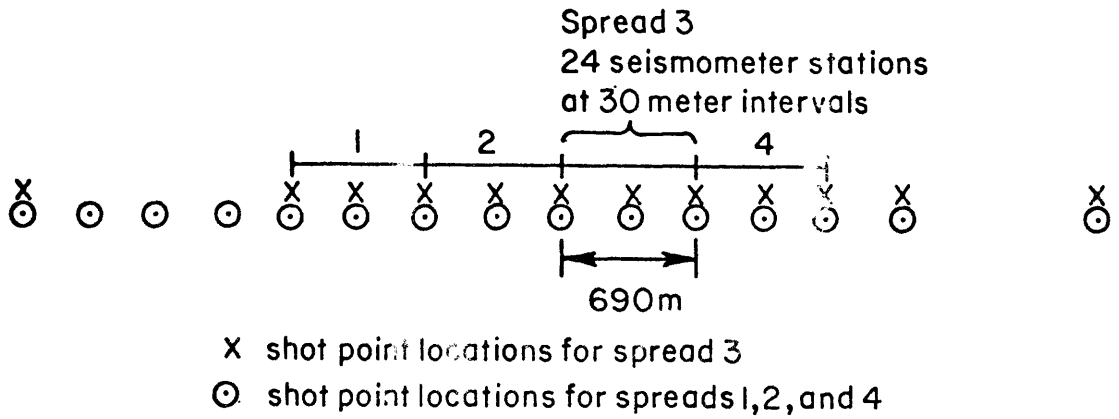 Spread 3
24 seismometer stations
at 30 meter intervals
1 2 4
690m
x shot point locations for spread 3
⊙ shot point locations for spreads 1, 2, and 4